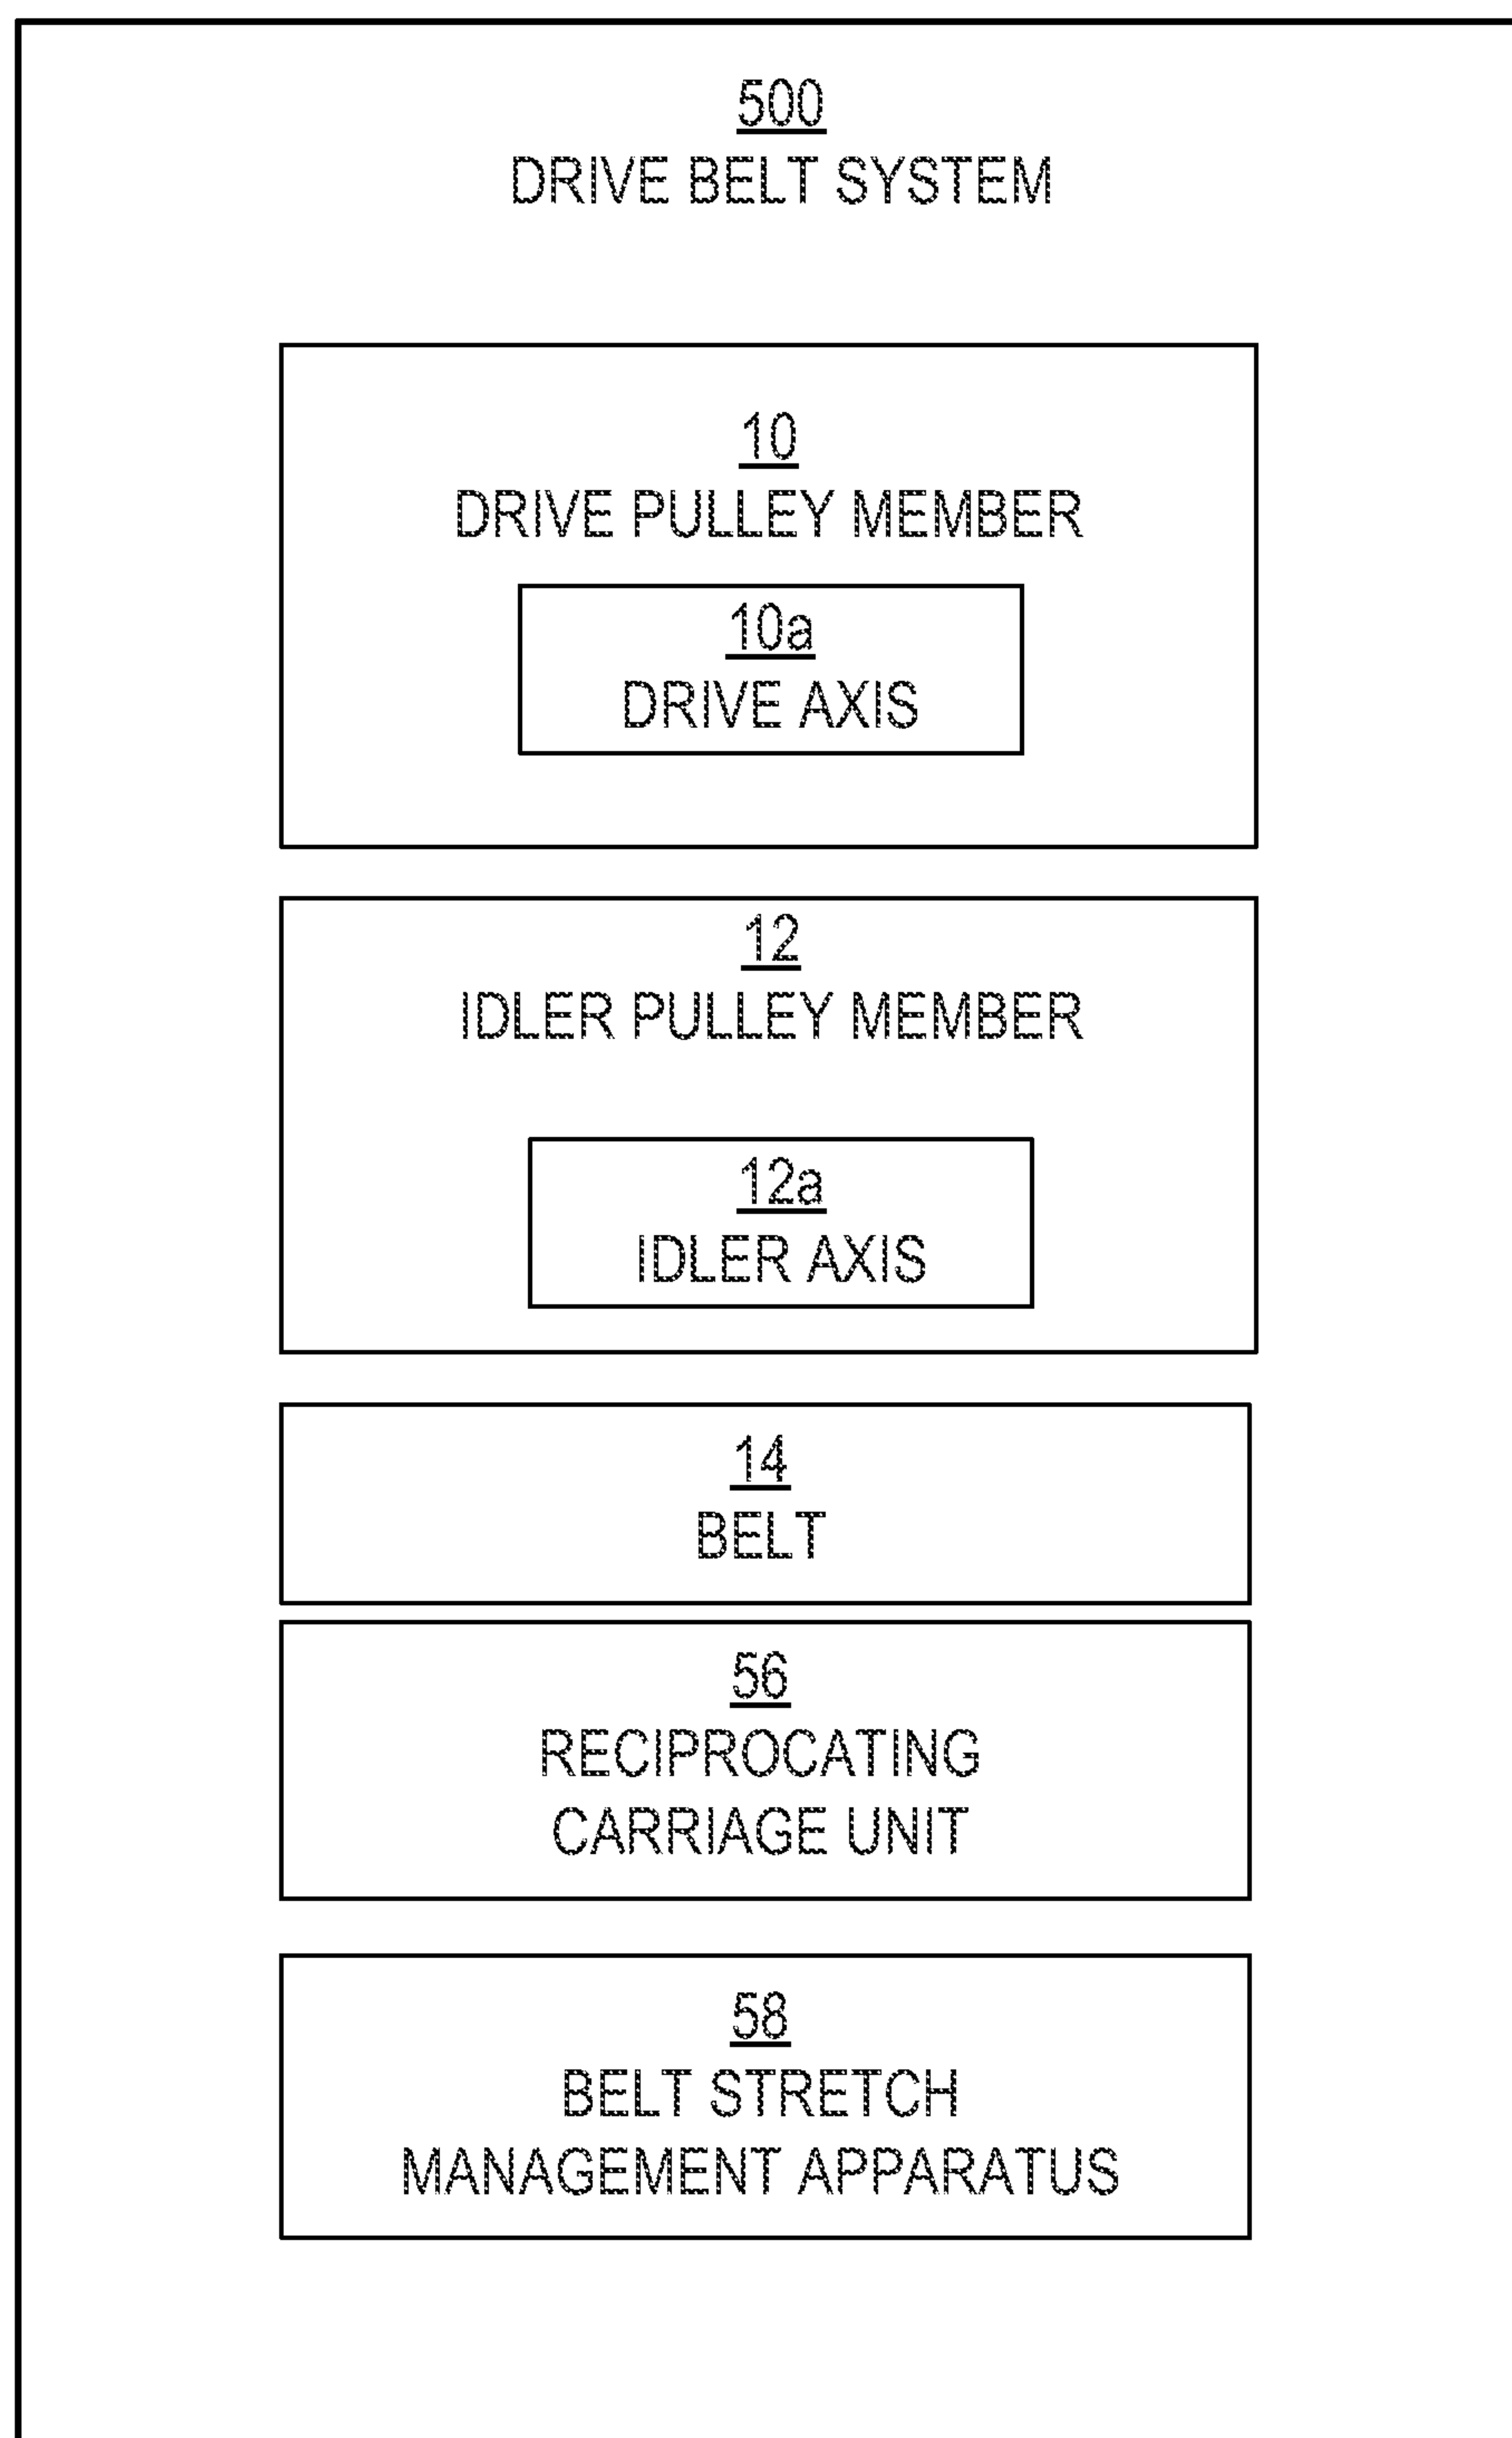 500
DRIVE BELT SYSTEM
10
DRIVE PULLEY MEMBER
10a
DRIVE AXIS
12
IDLER PULLEY MEMBER
12a
IDLER AXIS
14
BELT
56
RECIPROCATING
CARRIAGE UNIT
58
BELT STRETCH
MANAGEMENT APPARATUS